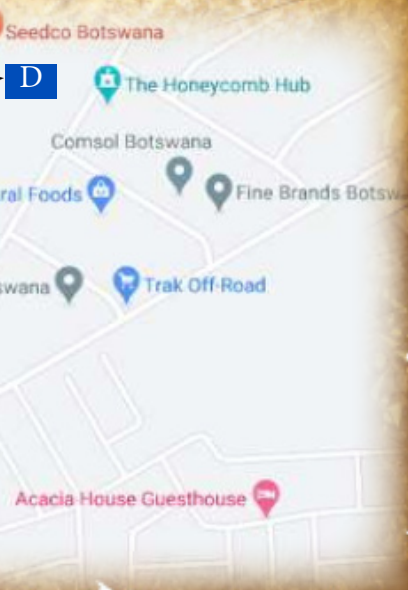 Seedco Botswana
D
The Honeycomb Hub
Comsol Botswana
ral Foods
Fine Brands Botsw
swana
Trak Off-Road
Acacia House Guesthouse